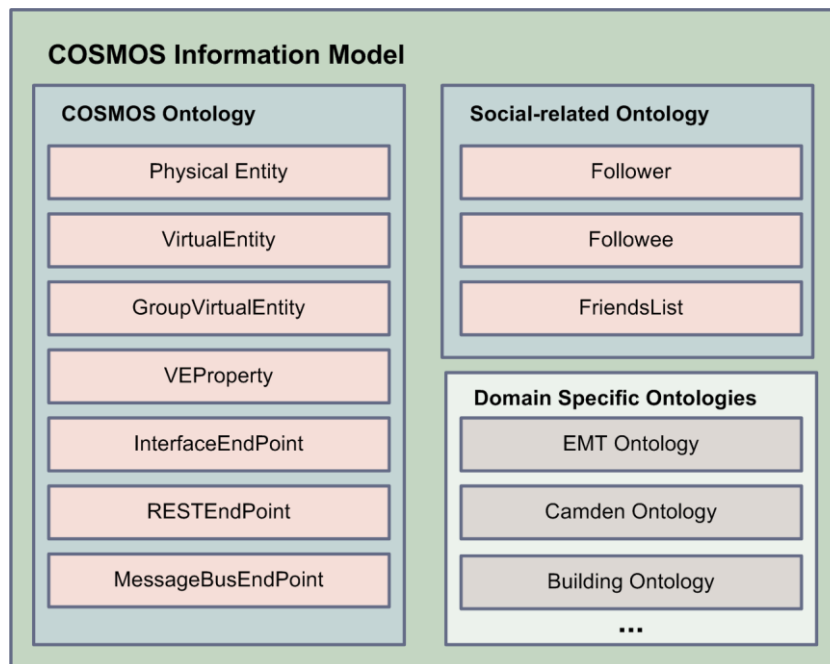 COSMOS Information Model
COSMOS Ontology
Physical Entity
VirtualEntity
GroupVirtualEntity
VEProperty
InterfaceEndPoint
RESTEndPoint
MessageBusEndPoint
Social-related Ontology
Follower
Followee
FriendsList
Domain Specific Ontologies
EMT Ontology
Camden Ontology
Building Ontology
...